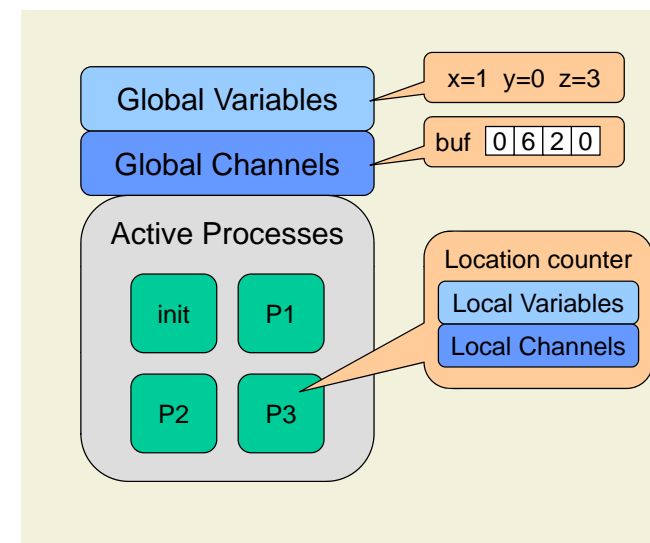 Global Variables
x=1 y=0 z=3
Global Channels
buf 0 6 2 0
Active Processes
init P1
P2 P3
Location counter
Local Variables
Local Channels